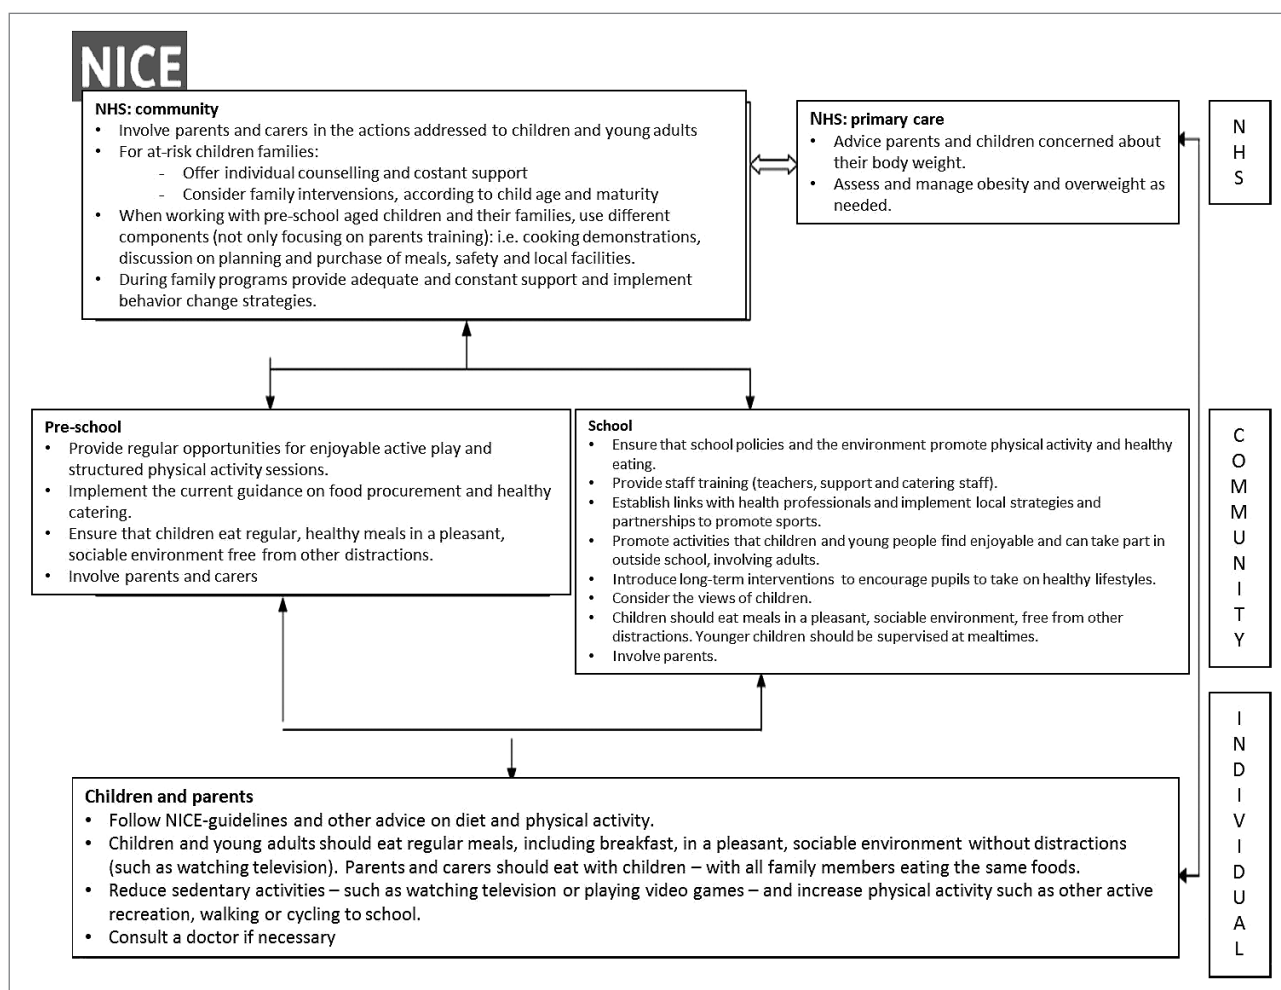 NICE
NHS: community
• Involve parents and carers in the actions addressed to children and young adults
• For at-risk children families:
- Offer individual counselling and costant support
- Consider family interventions, according to child age and maturity
• When working with pre-school aged children and their families, use different
components (not only focusing on parents training): i.e. cooking demonstrations,
discussion on planning and purchase of meals, safety and local facilities.
• During family programs provide adequate and constant support and implement
behavior change strategies.
NHS: primary care
• Advice parents and children concerned about
their body weight.
• Assess and manage obesity and overweight as
needed.
N
H
S
Pre-school
• Provide regular opportunities for enjoyable active play and
structured physical activity sessions.
• Implement the current guidance on food procurement and healthy
catering.
• Ensure that children eat regular, healthy meals in a pleasant,
sociable environment free from other distractions.
• Involve parents and carers
School
• Ensure that school policies and the environment promote physical activity and healthy
eating.
• Provide staff training (teachers, support and catering staff).
• Establish links with health professionals and implement local strategies and
partnerships to promote sports.
• Promote activities that children and young people find enjoyable and can take part in
outside school, involving adults.
• Introduce long-term interventions to encourage pupils to take on healthy lifestyles.
• Consider the views of children.
• Children should eat meals in a pleasant, sociable environment, free from other
distractions. Younger children should be supervised at mealtimes.
• Involve parents.
C
O
M
M
U
N
I
T
Y
Children and parents
• Follow NICE-guidelines and other advice on diet and physical activity.
• Children and young adults should eat regular meals, including breakfast, in a pleasant, sociable environment without distractions
(such as watching television). Parents and carers should eat with children – with all family members eating the same foods.
• Reduce sedentary activities – such as watching television or playing video games – and increase physical activity such as other active
recreation, walking or cycling to school.
• Consult a doctor if necessary
I
N
D
I
V
I
D
U
A
L